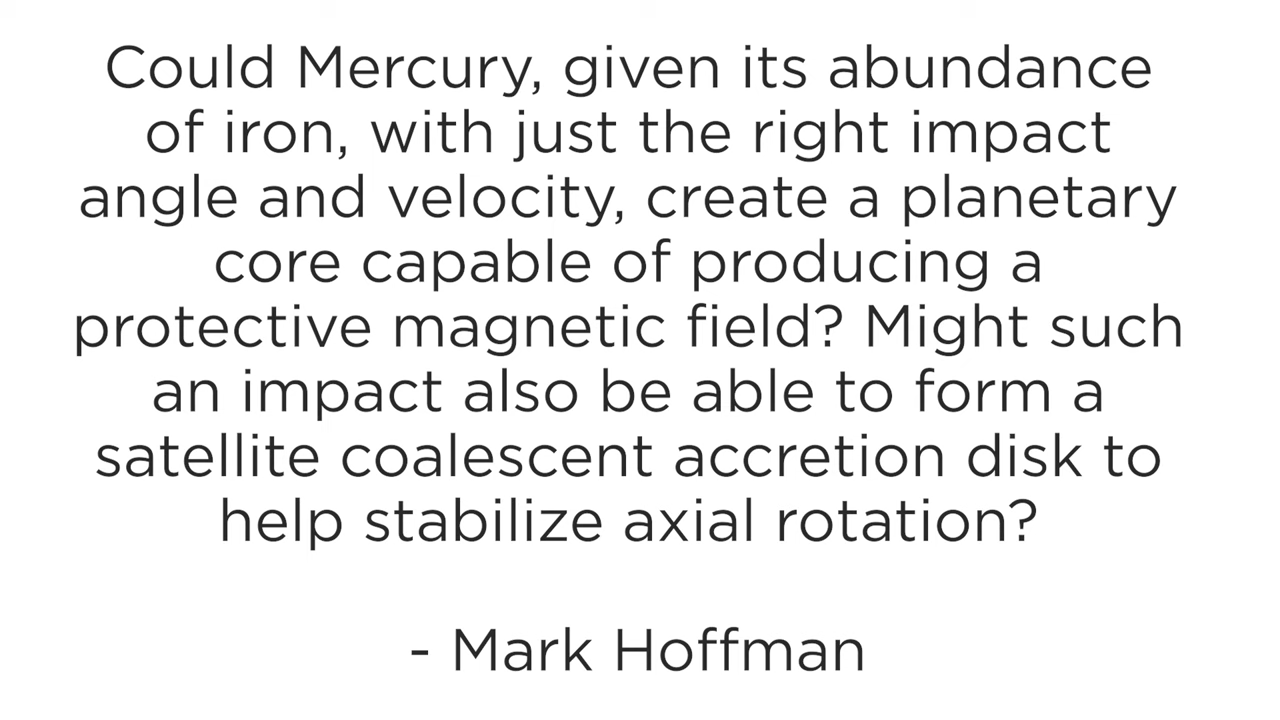 Could Mercury, given its abundance
of iron, with just the right impact
angle and velocity, create a planetary
core capable of producing a
protective magnetic field? Might such
an impact also be able to form a
satellite coalescent accretion disk to
help stabilize axial rotation?
- Mark Hoffman